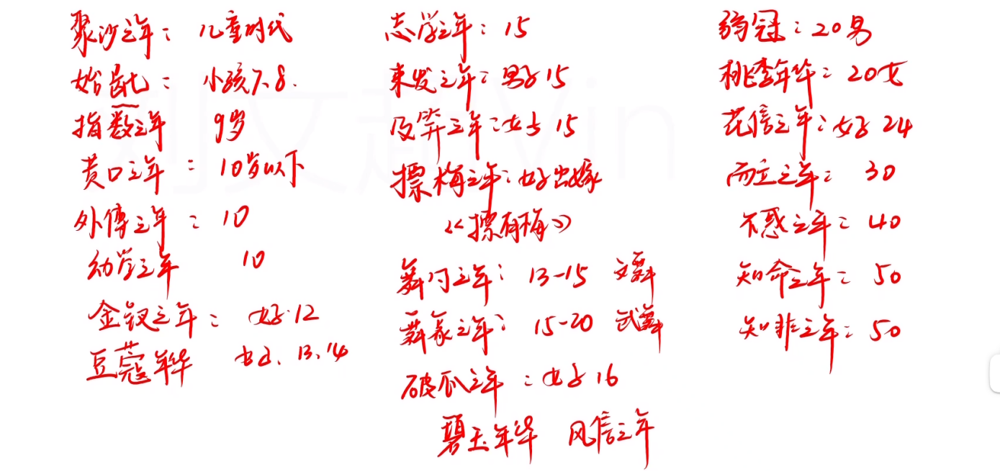 聚沙之年：儿童时代
始龀：小孩7.8.
指数之年 9岁
黄口之年：10岁以下
外傅之年：10
幼学之年 10
金钗之年：女子12
豆蔻年华 女子、13、14
志学之年：15
束发之年：男子15
及笄之年：女子15
摽梅之年：女子出嫁
《摽有梅》
舞勺之年：13-15 文舞
舞象之年：15-20 武舞
破瓜之年：女子16
碧玉年华 风信之年
弱冠：20男
桃李年华：20女
花信之年：女子24
而立之年：30
不惑之年：40
知命之年：50
知非之年：50